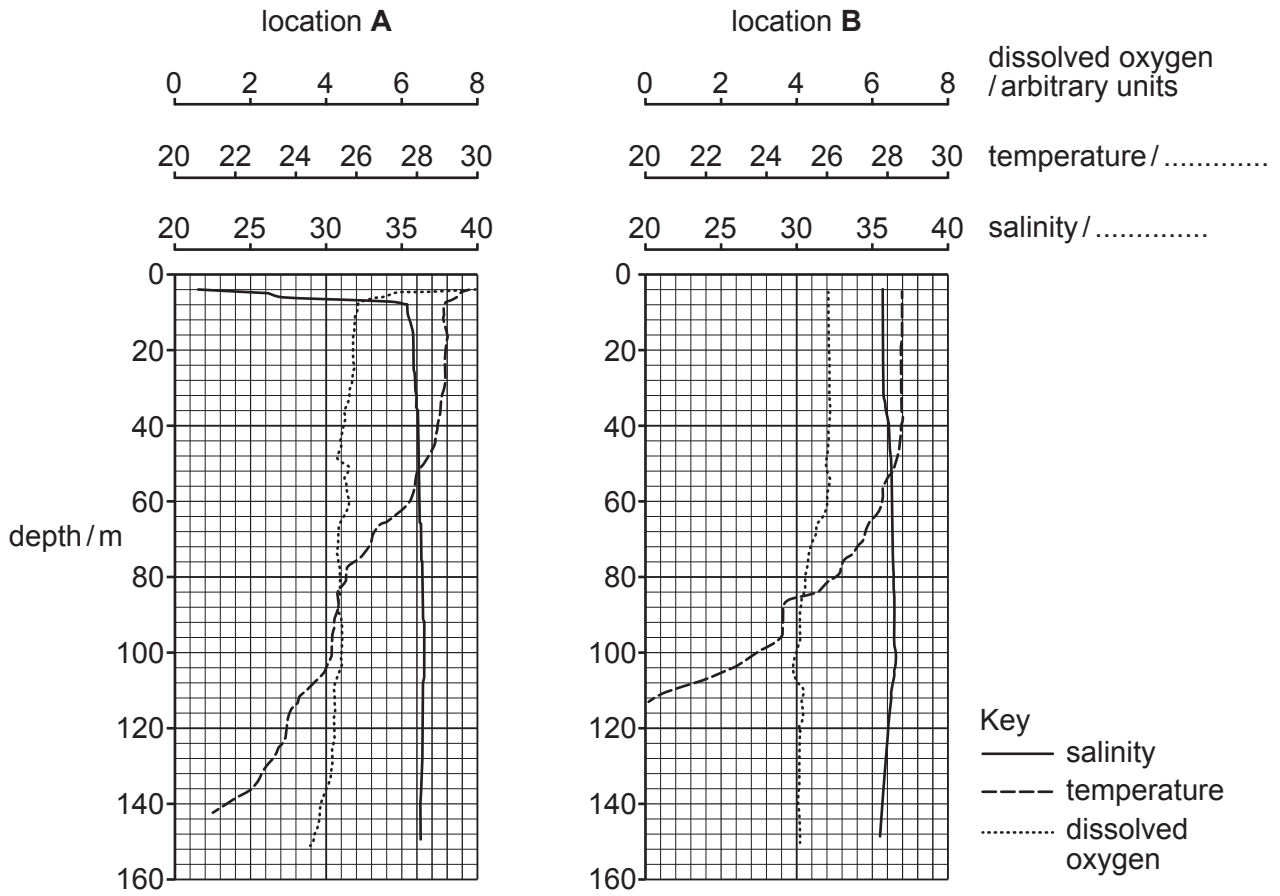 location A
location B
0 2 4 6 8
0 2 4 6 8
dissolved oxygen
/ arbitrary units
20 22 24 26 28 30
20 22 24 26 28 30
temperature / .............
20 25 30 35 40
20 25 30 35 40
salinity / ..............
0
20
40
60
80
100
120
140
160
depth / m
0
20
40
60
80
100
120
140
160
Key
salinity
temperature
dissolved
oxygen